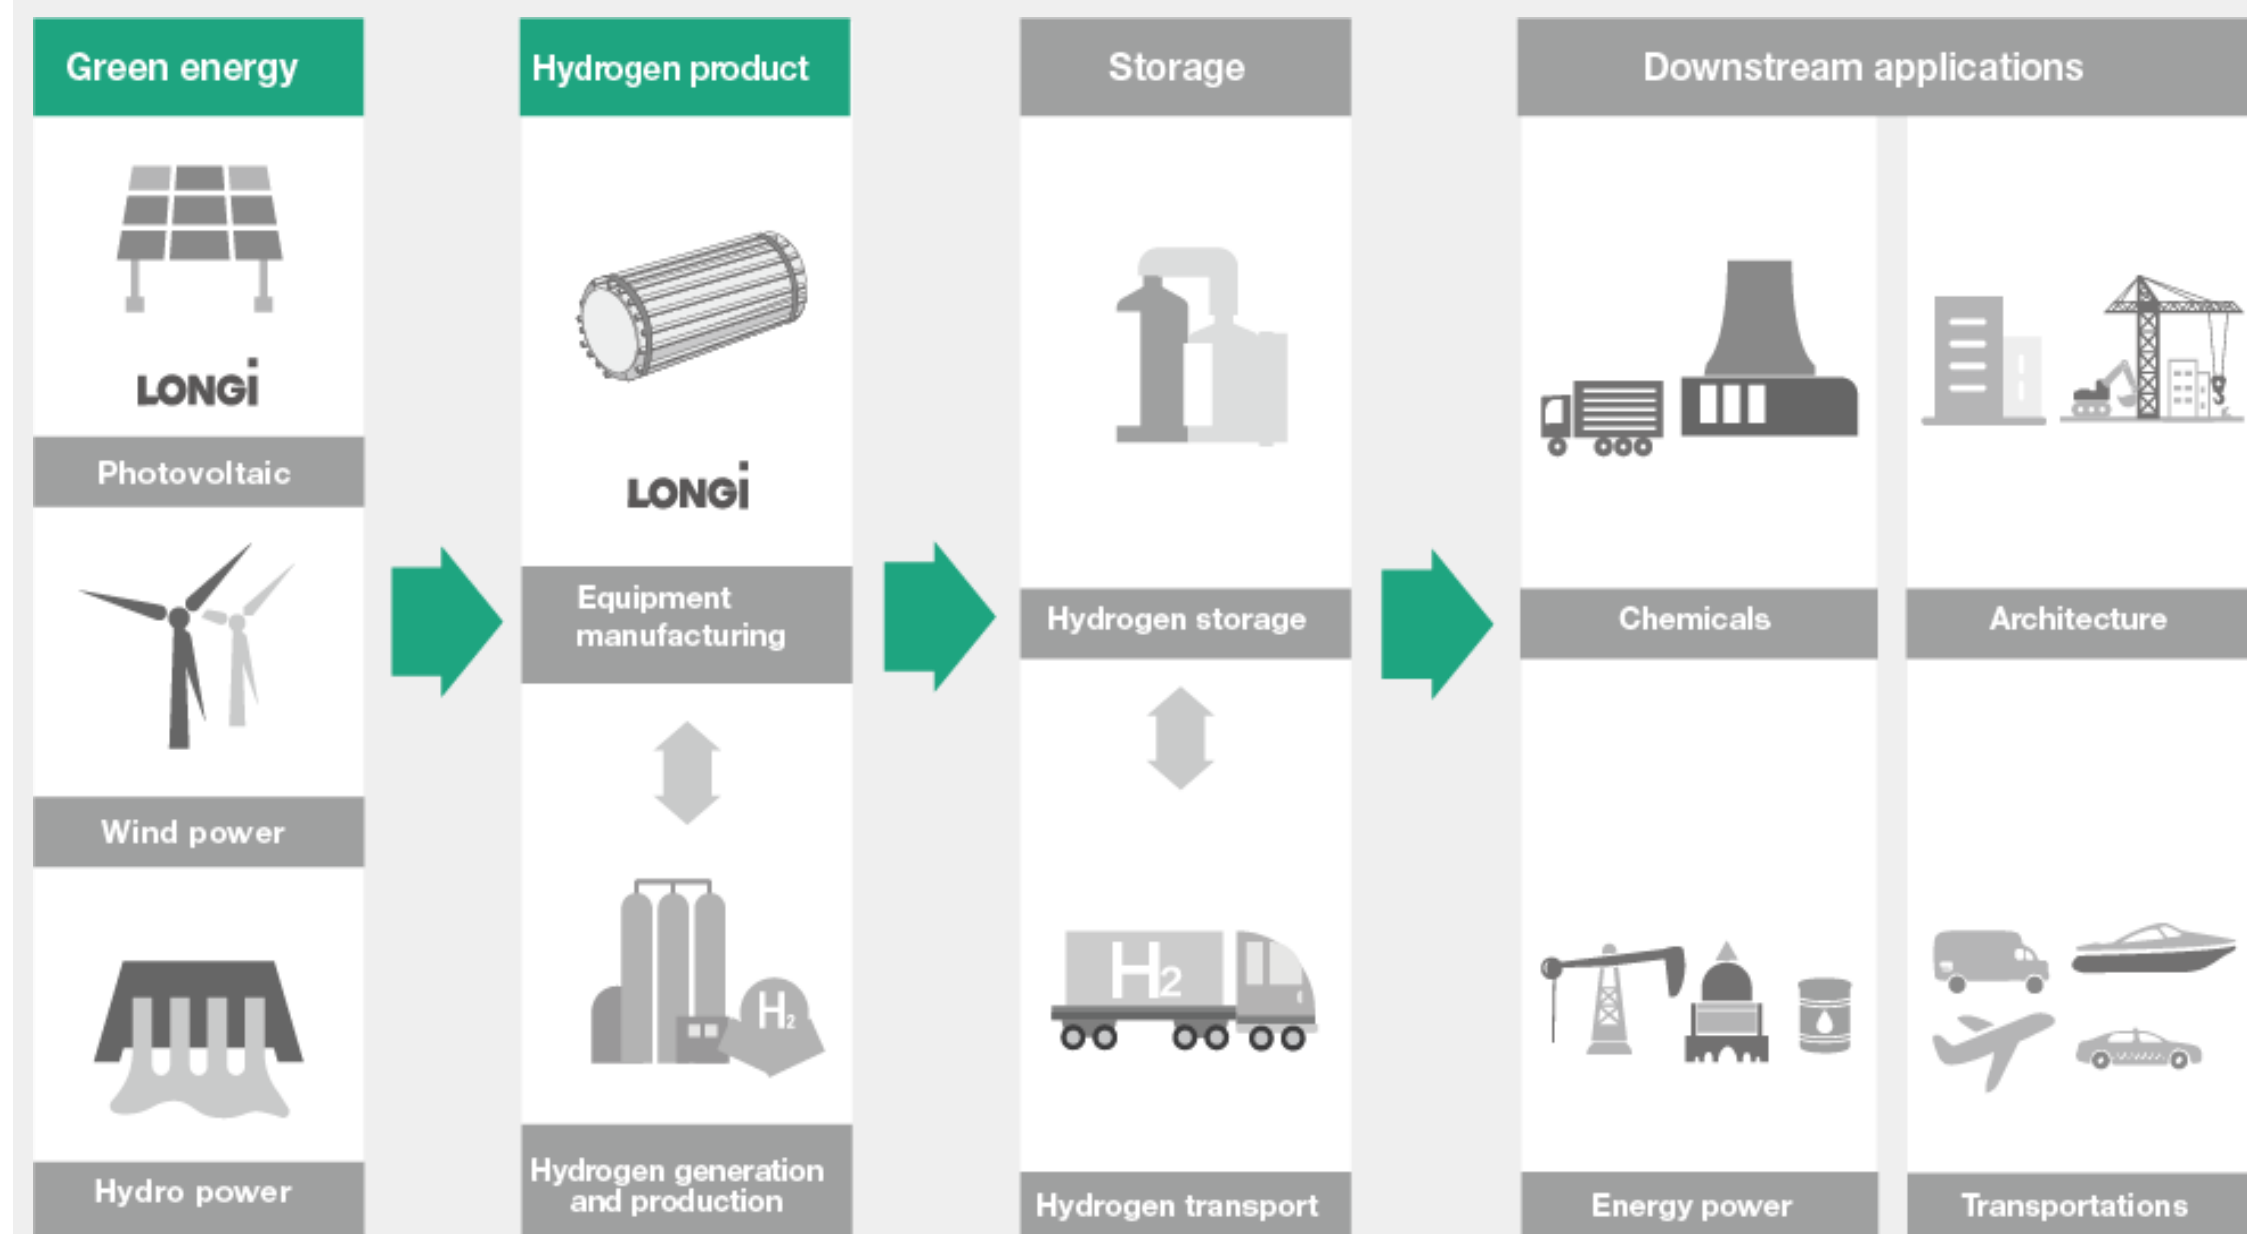 Green energy
LONGi
Photovoltaic
Wind power
Hydro power
Hydrogen product
LONGi
Equipment
manufacturing
H2
Hydrogen generation
and production
Storage
Hydrogen storage
H2
Hydrogen transport
Downstream applications
Chemicals
Architecture
Energy power
Transportations